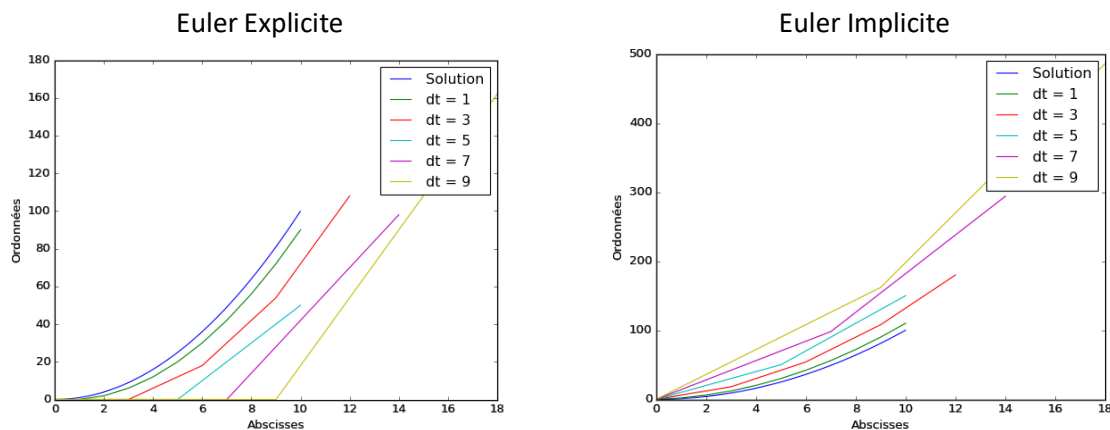 Euler Explicite
180
160
140
120
100
80
60
40
20
0
Ordonnées
0 2 4 6 8 10 12 14 16 18
Abscisses
Solution
dt = 1
dt = 3
dt = 5
dt = 7
dt = 9
Euler Implicite
500
400
300
200
100
0
Ordonnées
0 2 4 6 8 10 12 14 16 18
Abscisses
Solution
dt = 1
dt = 3
dt = 5
dt = 7
dt = 9